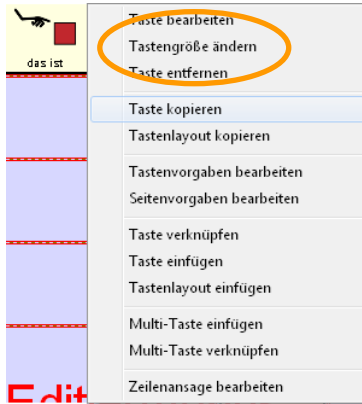 das ist
Taste bearbeiten
Tastengröße ändern
Taste entfernen
Taste kopieren
Tastenlayout kopieren
Tastenvorgaben bearbeiten
Seitenvorgaben bearbeiten
Taste verknüpfen
Taste einfügen
Tastenlayout einfügen
Multi-Taste einfügen
Multi-Taste verknüpfen
Zeilenansage bearbeiten
Edit